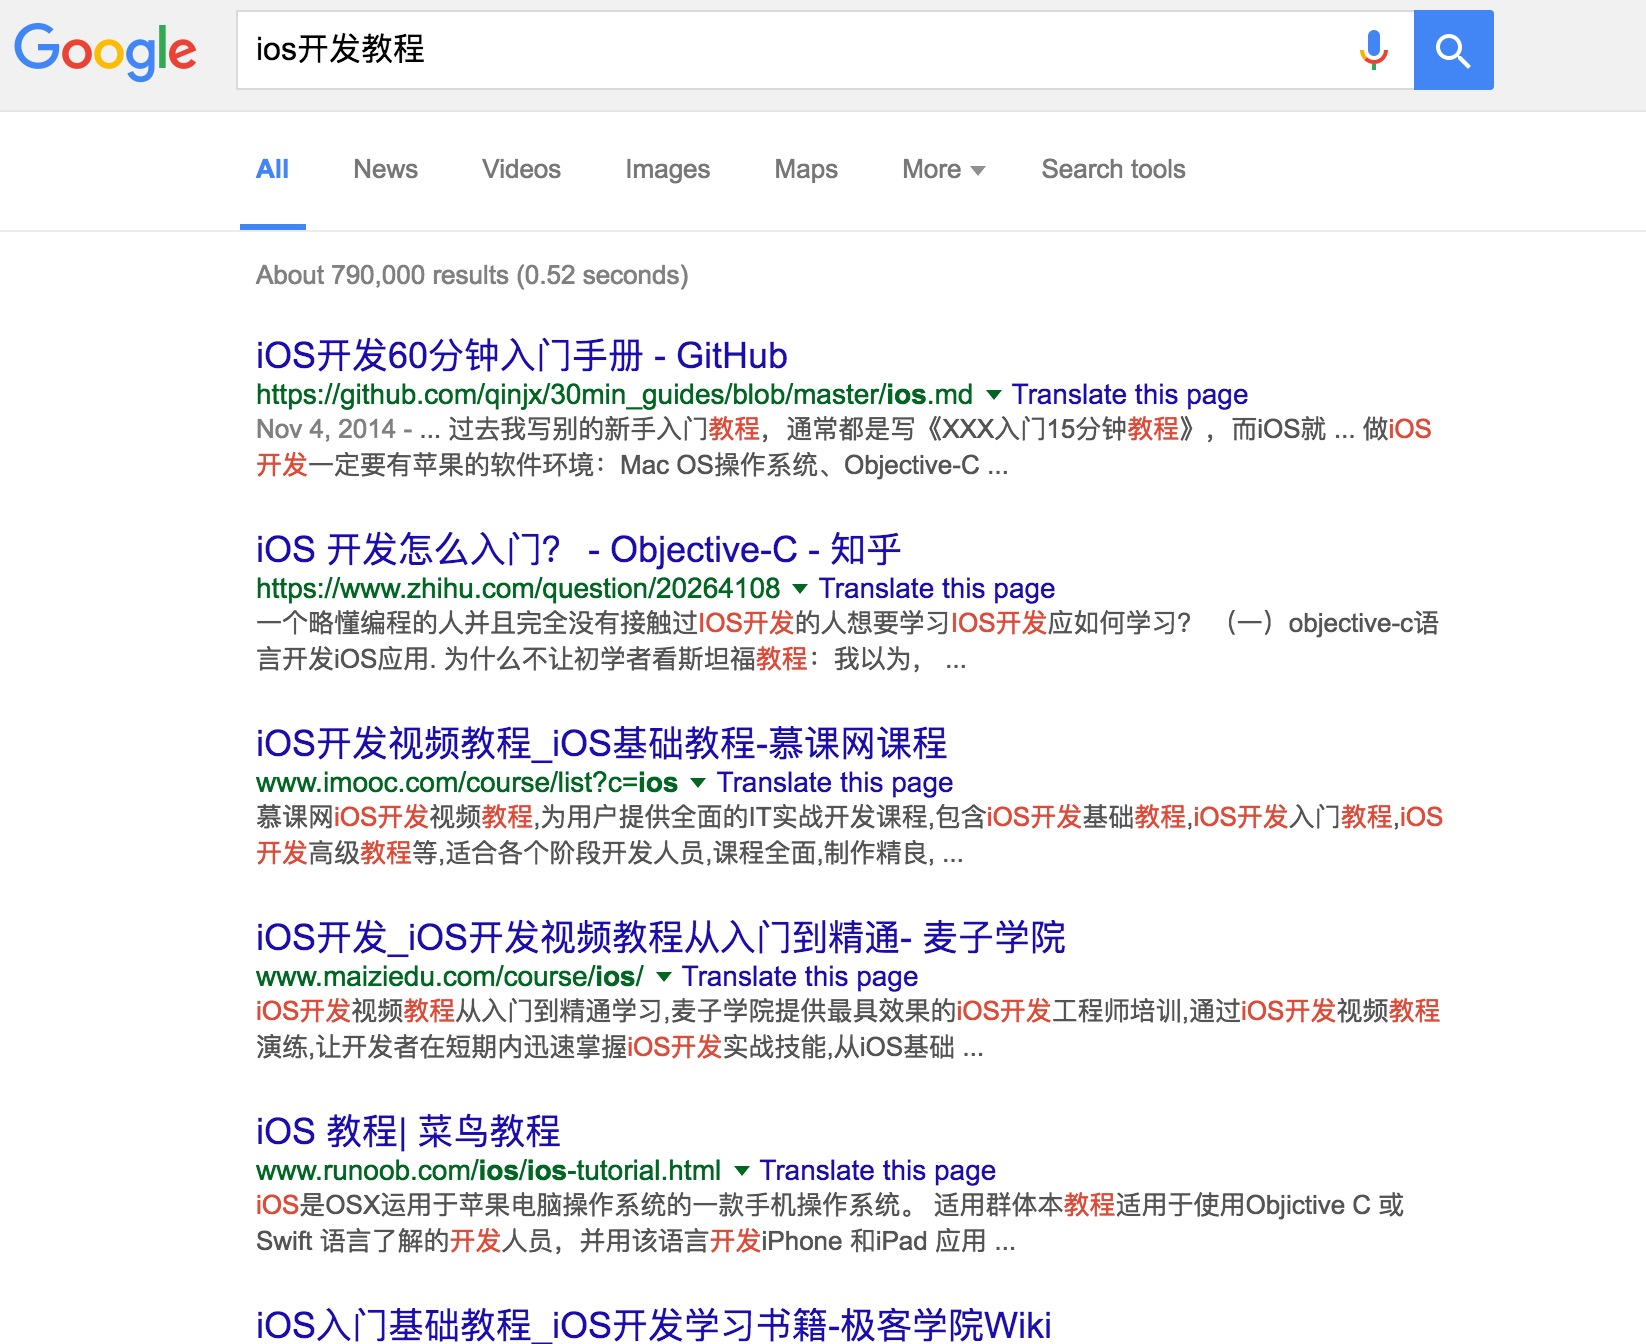 Google
ios开发教程
All News Videos Images Maps More Search tools
About 790,000 results (0.52 seconds)
iOS开发60分钟入门手册 - GitHub
https://github.com/qinjx/30min_guides/blob/master/ios.md Translate this page
Nov 4, 2014 - ... 过去我写别的新手入门教程，通常都是写《XXX入门15分钟教程》，而iOS就 ... 做iOS
开发一定要有苹果的软件环境：Mac OS操作系统、Objective-C ...
iOS 开发怎么入门？ - Objective-C - 知乎
https://www.zhihu.com/question/20264108 Translate this page
一个略懂编程的人并且完全没有接触过IOS开发的人想要学习IOS开发应如何学习？ （一）objective-c语
言开发iOS应用. 为什么不让初学者看斯坦福教程：我以为， ...
iOS开发视频教程_iOS基础教程-慕课网课程
www.imooc.com/course/list?c=ios Translate this page
慕课网iOS开发视频教程,为用户提供全面的IT实战开发课程,包含iOS开发基础教程,iOS开发入门教程,iOS
开发高级教程等,适合各个阶段开发人员,课程全面,制作精良, ...
iOS开发_iOS开发视频教程从入门到精通- 麦子学院
www.maiziedu.com/course/ios/ Translate this page
iOS开发视频教程从入门到精通学习,麦子学院提供最具效果的iOS开发工程师培训,通过iOS开发视频教程
演练,让开发者在短期内迅速掌握iOS开发实战技能,从iOS基础 ...
iOS 教程| 菜鸟教程
www.runoob.com/ios/ios-tutorial.html Translate this page
iOS是OSX运用于苹果电脑操作系统的一款手机操作系统。 适用群体本教程适用于使用Objictive C 或
Swift 语言了解的开发人员，并用该语言开发iPhone 和iPad 应用 ...
iOS入门基础教程_iOS开发学习书籍-极客学院Wiki